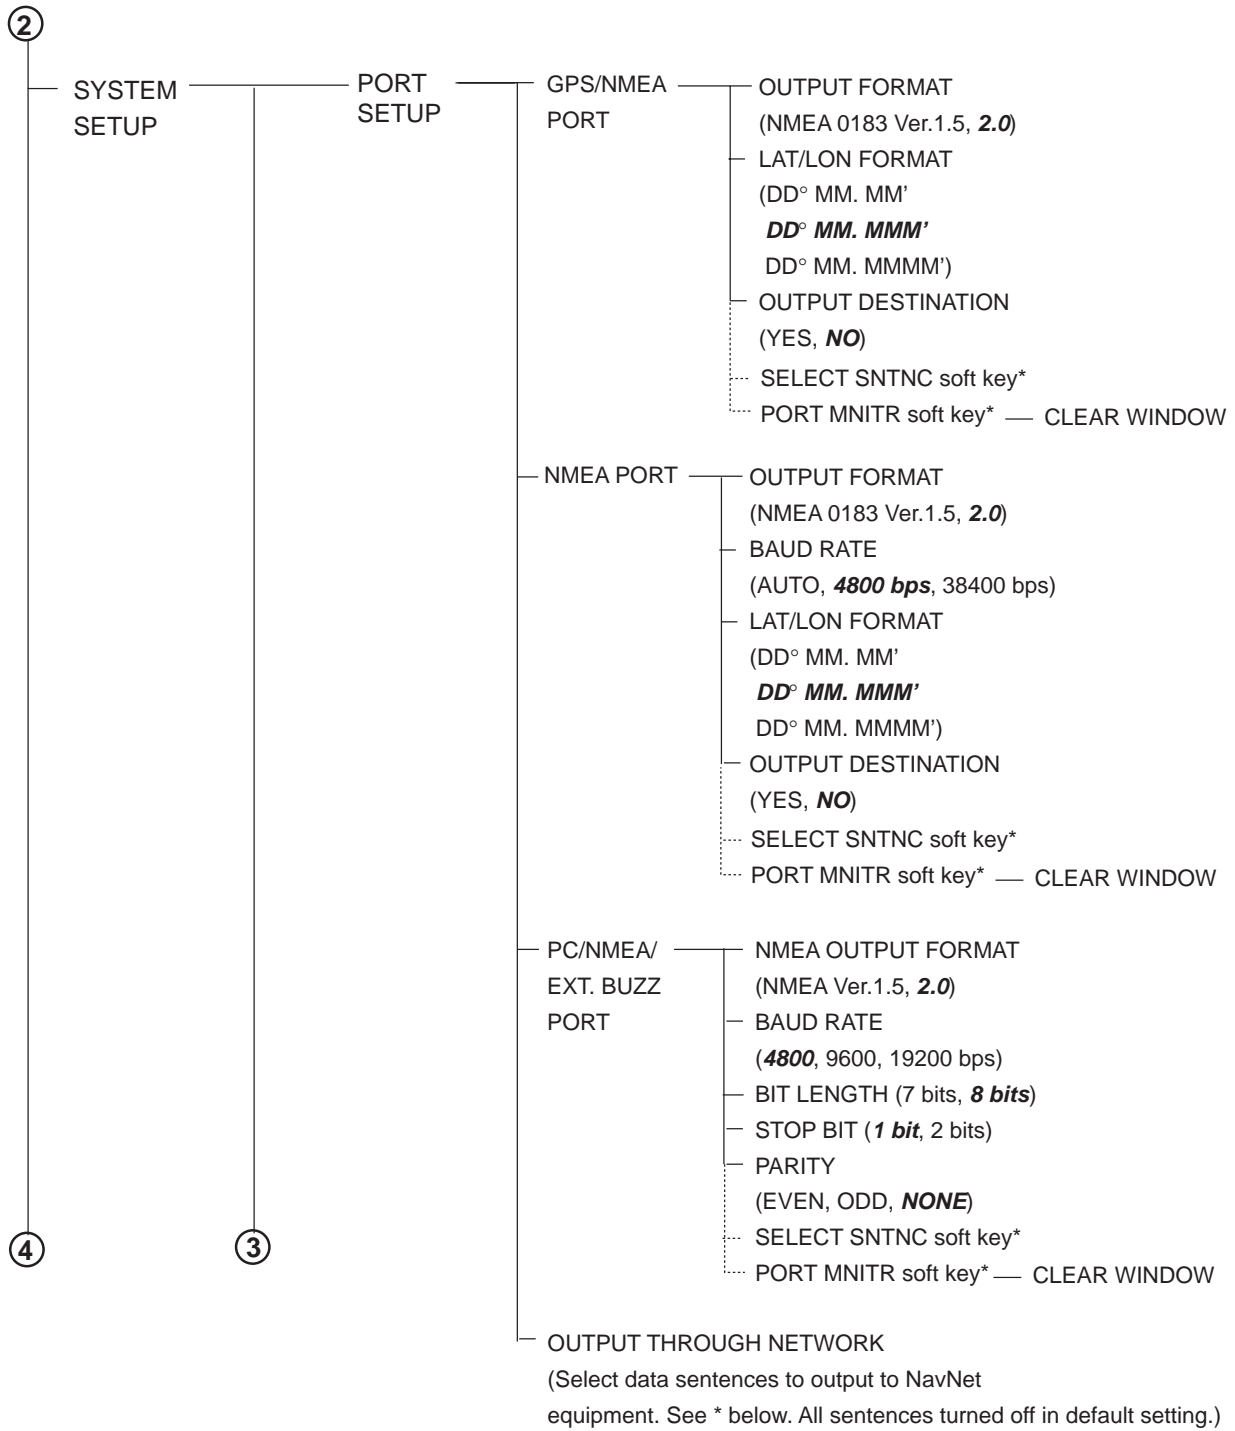 2
SYSTEM
SETUP
PORT
SETUP
GPS/NMEA
PORT
OUTPUT FORMAT
(NMEA 0183 Ver.1.5, 2.0)
LAT/LON FORMAT
(DD° MM. MM'
DD° MM. MMM'
DD° MM. MMMM')
OUTPUT DESTINATION
(YES, NO)
SELECT SNTNC soft key*
PORT MNITR soft key* CLEAR WINDOW
NMEA PORT
OUTPUT FORMAT
(NMEA 0183 Ver.1.5, 2.0)
BAUD RATE
(AUTO, 4800 bps, 38400 bps)
LAT/LON FORMAT
(DD° MM. MM'
DD° MM. MMM'
DD° MM. MMMM')
OUTPUT DESTINATION
(YES, NO)
SELECT SNTNC soft key*
PORT MNITR soft key* CLEAR WINDOW
PC/NMEA/
EXT. BUZZ
PORT
NMEA OUTPUT FORMAT
(NMEA Ver.1.5, 2.0)
BAUD RATE
(4800, 9600, 19200 bps)
BIT LENGTH (7 bits, 8 bits)
STOP BIT (1 bit, 2 bits)
PARITY
(EVEN, ODD, NONE)
SELECT SNTNC soft key*
PORT MNITR soft key* CLEAR WINDOW
4
3
OUTPUT THROUGH NETWORK
(Select data sentences to output to NavNet
equipment. See * below. All sentences turned off in default setting.)